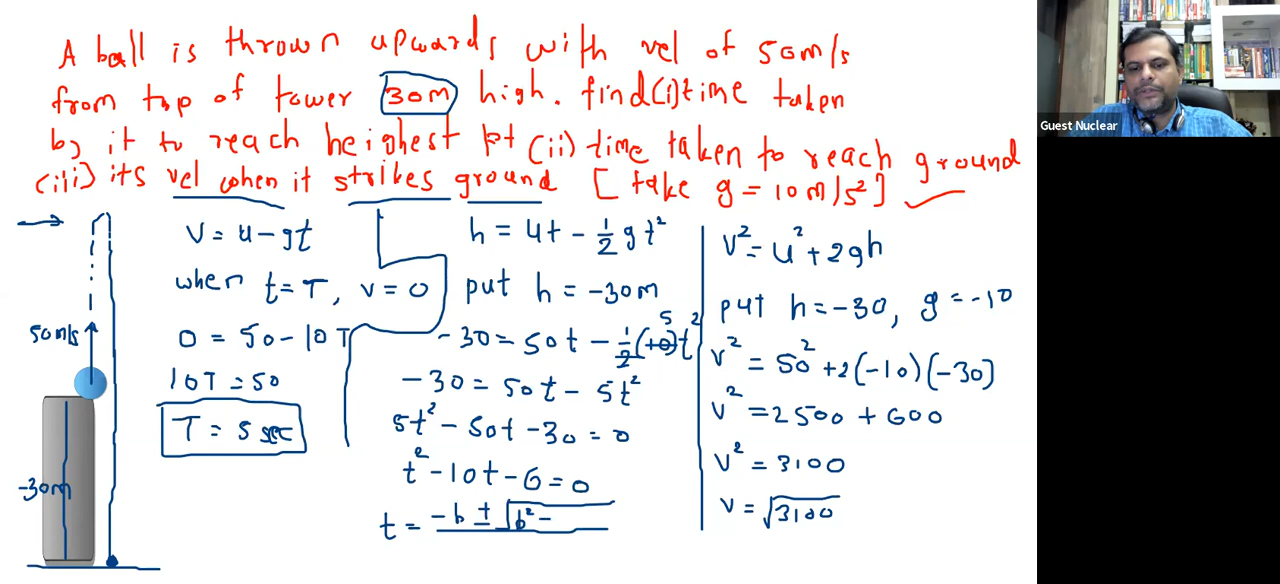 A ball is thrown upwards with vel of 50m/s
from top of tower 30m high. find(i)time taken
by it to reach heighest pt (ii) time taken to reach ground
(iii) its vel when it strikes ground [take g = 10m/s²]
50m/s
-30m
v = u - gt
when t = T, v = 0
0 = 50 - 10T
10T = 50
T = 5 sec
h = ut - 1/2 gt²
put h = -30m
-30 = 50t - 1/2 (10) 5 t²
-30 = 50t - 5t²
5t² - 50t - 30 = 0
t² - 10t - 6 = 0
t = -b ± √b² -
v² = u² + 2gh
put h = -30, g = -10
v² = 50² + 2(-10)(-30)
v² = 2500 + 600
v² = 3100
v = √3100
Guest Nuclear